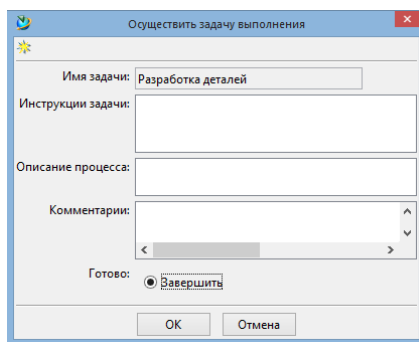 Осуществить задачу выполнения
Имя задачи: Разработка деталей
Инструкции задачи:
Описание процесса:
Комментарии:
Готово: Завершить
OK Отмена